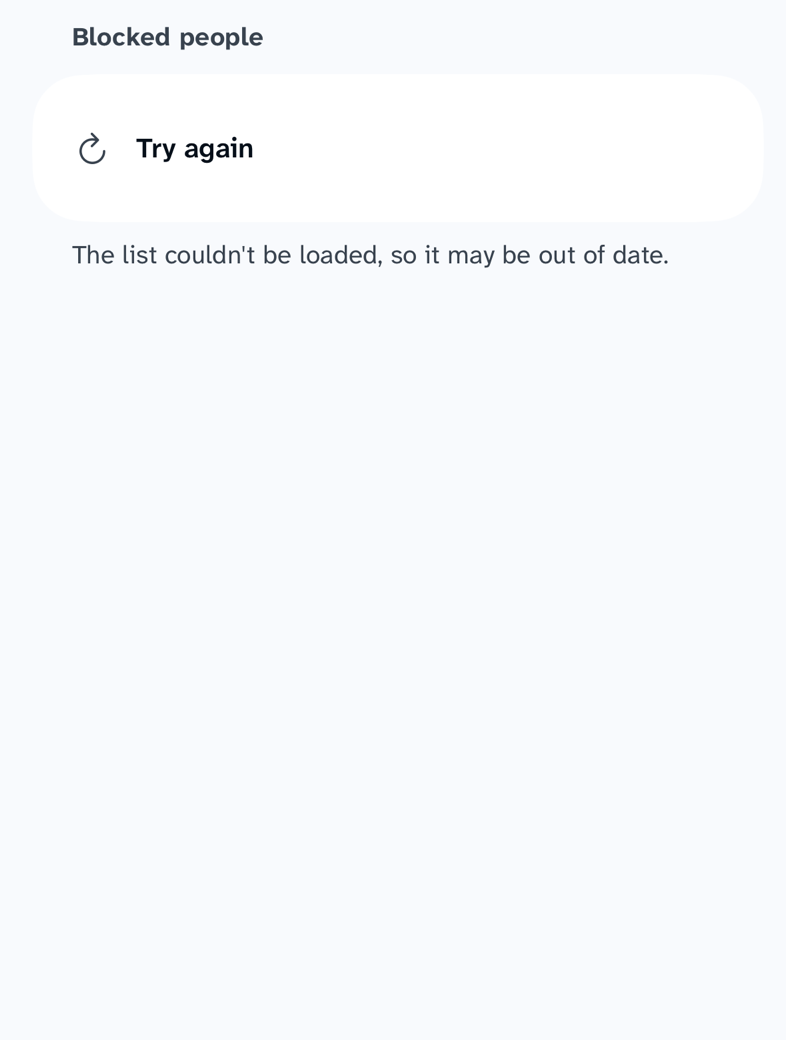 Blocked people
Try again
The list couldn't be loaded, so it may be out of date.